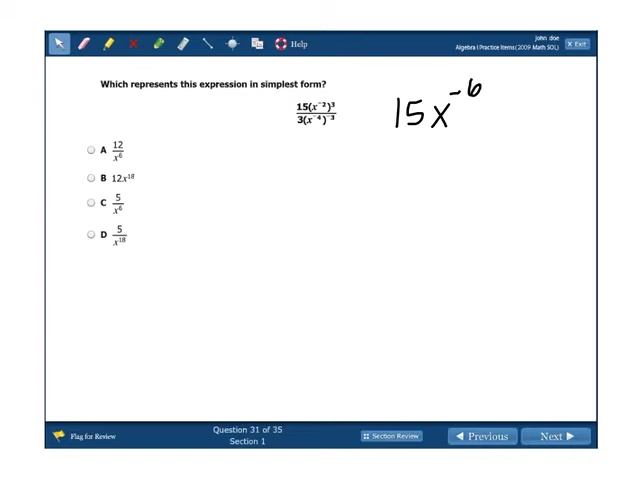 john doe
Algebra I Practice Items (2009 Math SOL)
X Exit
Help
Which represents this expression in simplest form?
15(x⁻²)³
3(x⁻⁴)⁻³
15x⁻⁶
A 12/x⁶
B 12x¹⁸
C 5/x⁶
D 5/x¹⁸
Flag for Review
Question 31 of 35
Section 1
Section Review
Previous
Next